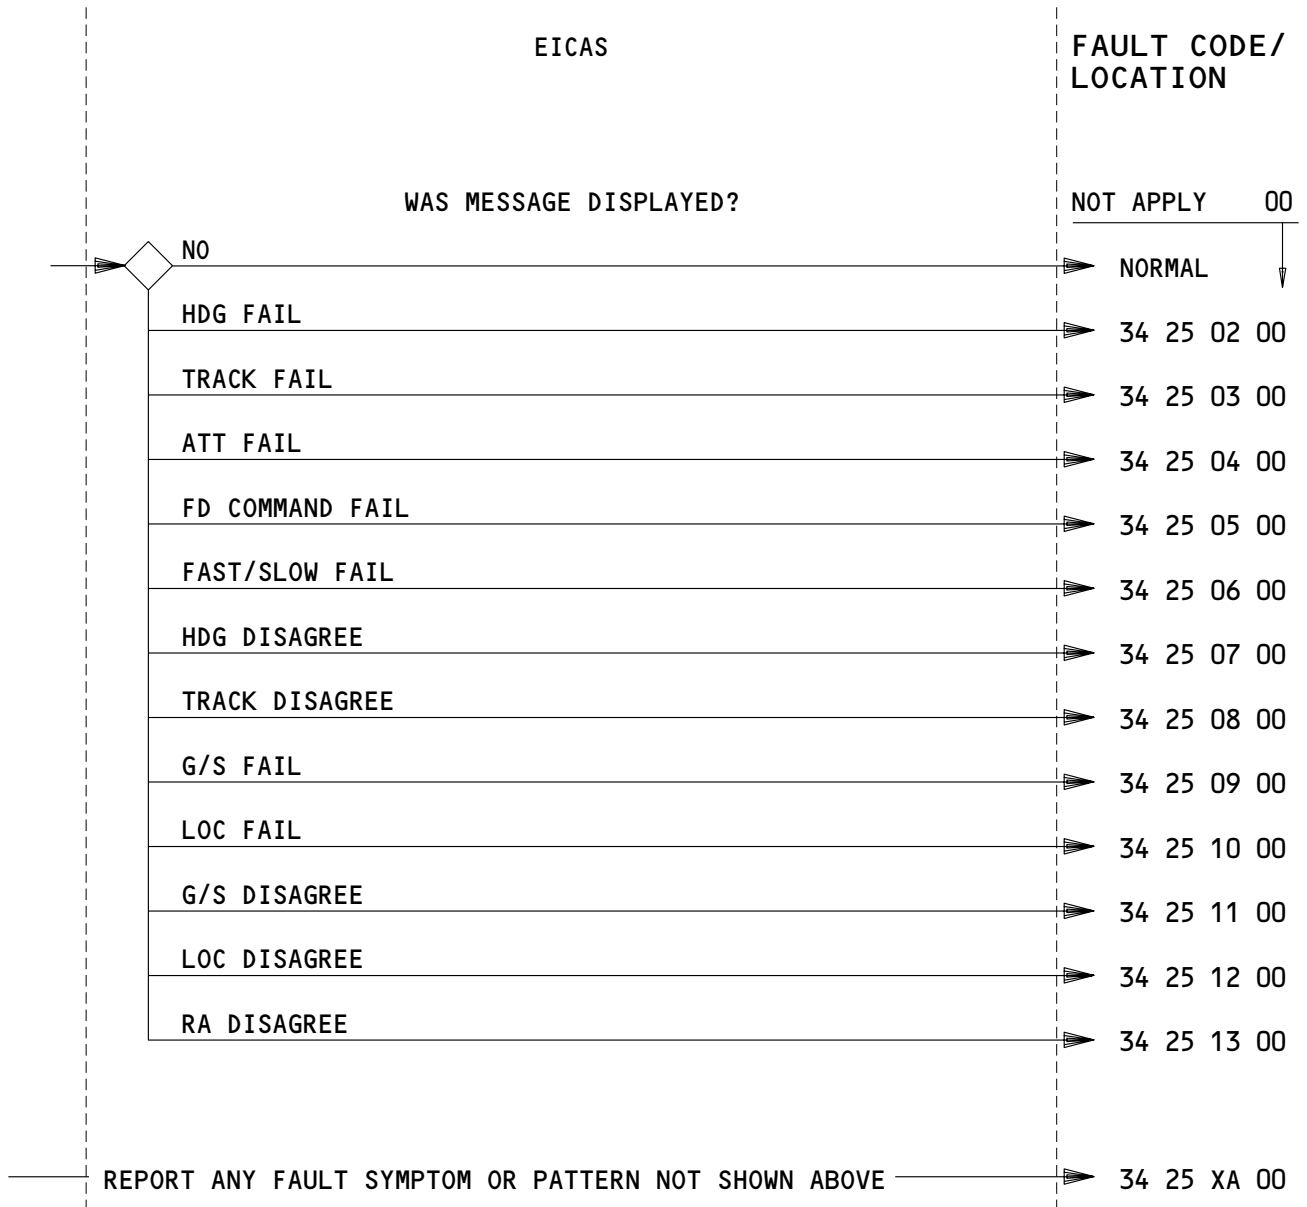 EICAS
FAULT CODE/
LOCATION
WAS MESSAGE DISPLAYED?
NOT APPLY 00
NO
NORMAL
HDG FAIL
34 25 02 00
TRACK FAIL
34 25 03 00
ATT FAIL
34 25 04 00
FD COMMAND FAIL
34 25 05 00
FAST/SLOW FAIL
34 25 06 00
HDG DISAGREE
34 25 07 00
TRACK DISAGREE
34 25 08 00
G/S FAIL
34 25 09 00
LOC FAIL
34 25 10 00
G/S DISAGREE
34 25 11 00
LOC DISAGREE
34 25 12 00
RA DISAGREE
34 25 13 00
REPORT ANY FAULT SYMPTOM OR PATTERN NOT SHOWN ABOVE
34 25 XA 00